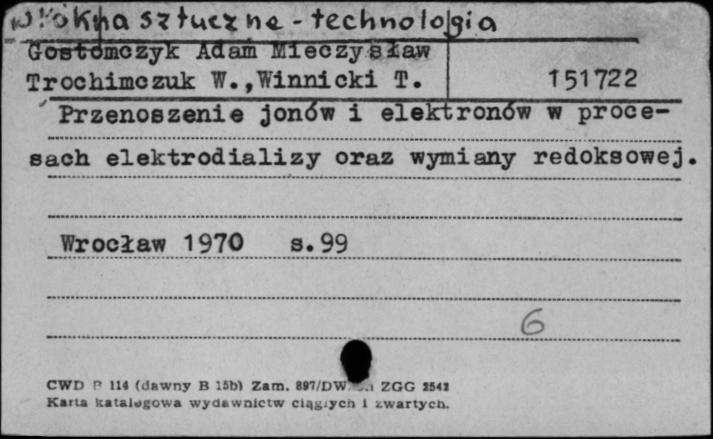 Włókna sztuczne - technologia
Gostomczyk Adam Mieczysław
Trochimczuk W.,Winnicki T. 151722
Przenoszenie jonów i elektronów w proce-
sach elektrodializy oraz wymiany redoksowej.
Wrocław 1970 s.99
6
CWD P 114 (dawny B 15b) Zam. 897/DW ZGG 2542
Karta katalogowa wydawnictw ciągłych i zwartych.